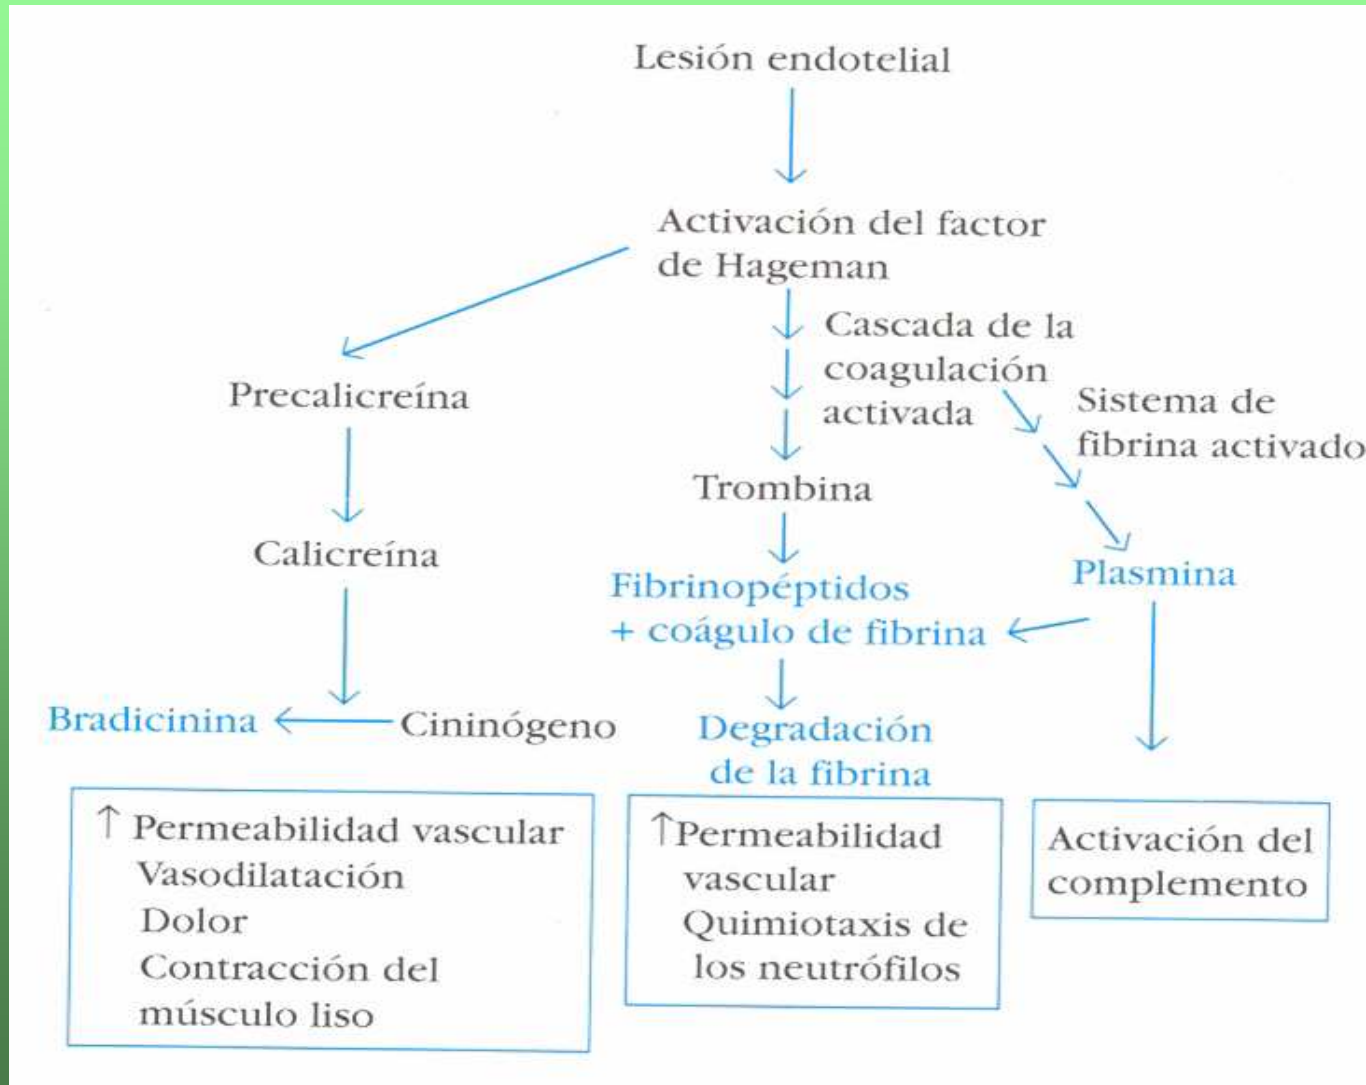 Lesión endotelial
Activación del factor
de Hageman
Cascada de la
coagulación
activada
Sistema de
fibrina activado
Precalicreína
Trombina
Calicreína
Fibrinopéptidos
+ coágulo de fibrina
Plasmina
Bradicinina
Cininógeno
Degradación
de la fibrina
↑ Permeabilidad vascular
Vasodilatación
Dolor
Contracción del
músculo liso
↑Permeabilidad
vascular
Quimiotaxis de
los neutrófilos
Activación del
complemento